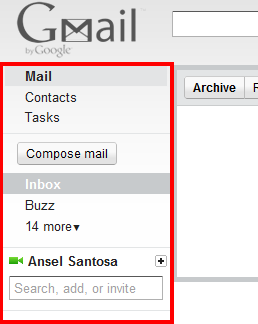 Gmail
by Google
Mail
Contacts
Tasks
Archive
Compose mail
Inbox
Buzz
14 more▾
Ansel Santosa
Search, add, or invite